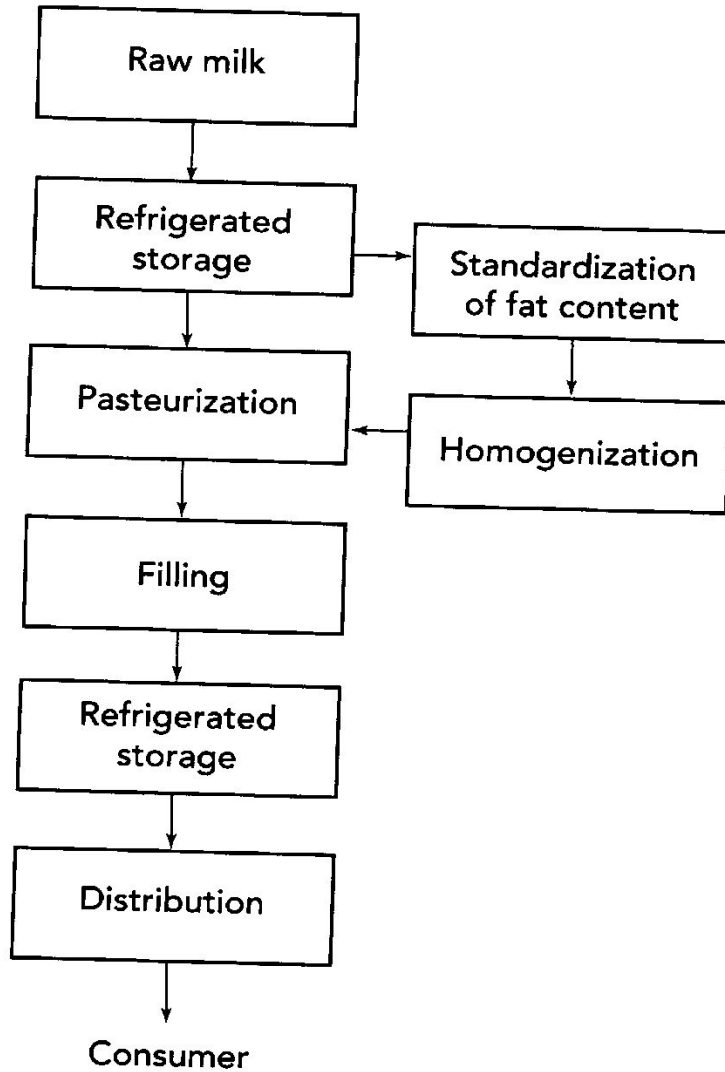 Raw milk
Refrigerated
storage
Standardization
of fat content
Pasteurization
Homogenization
Filling
Refrigerated
storage
Distribution
Consumer